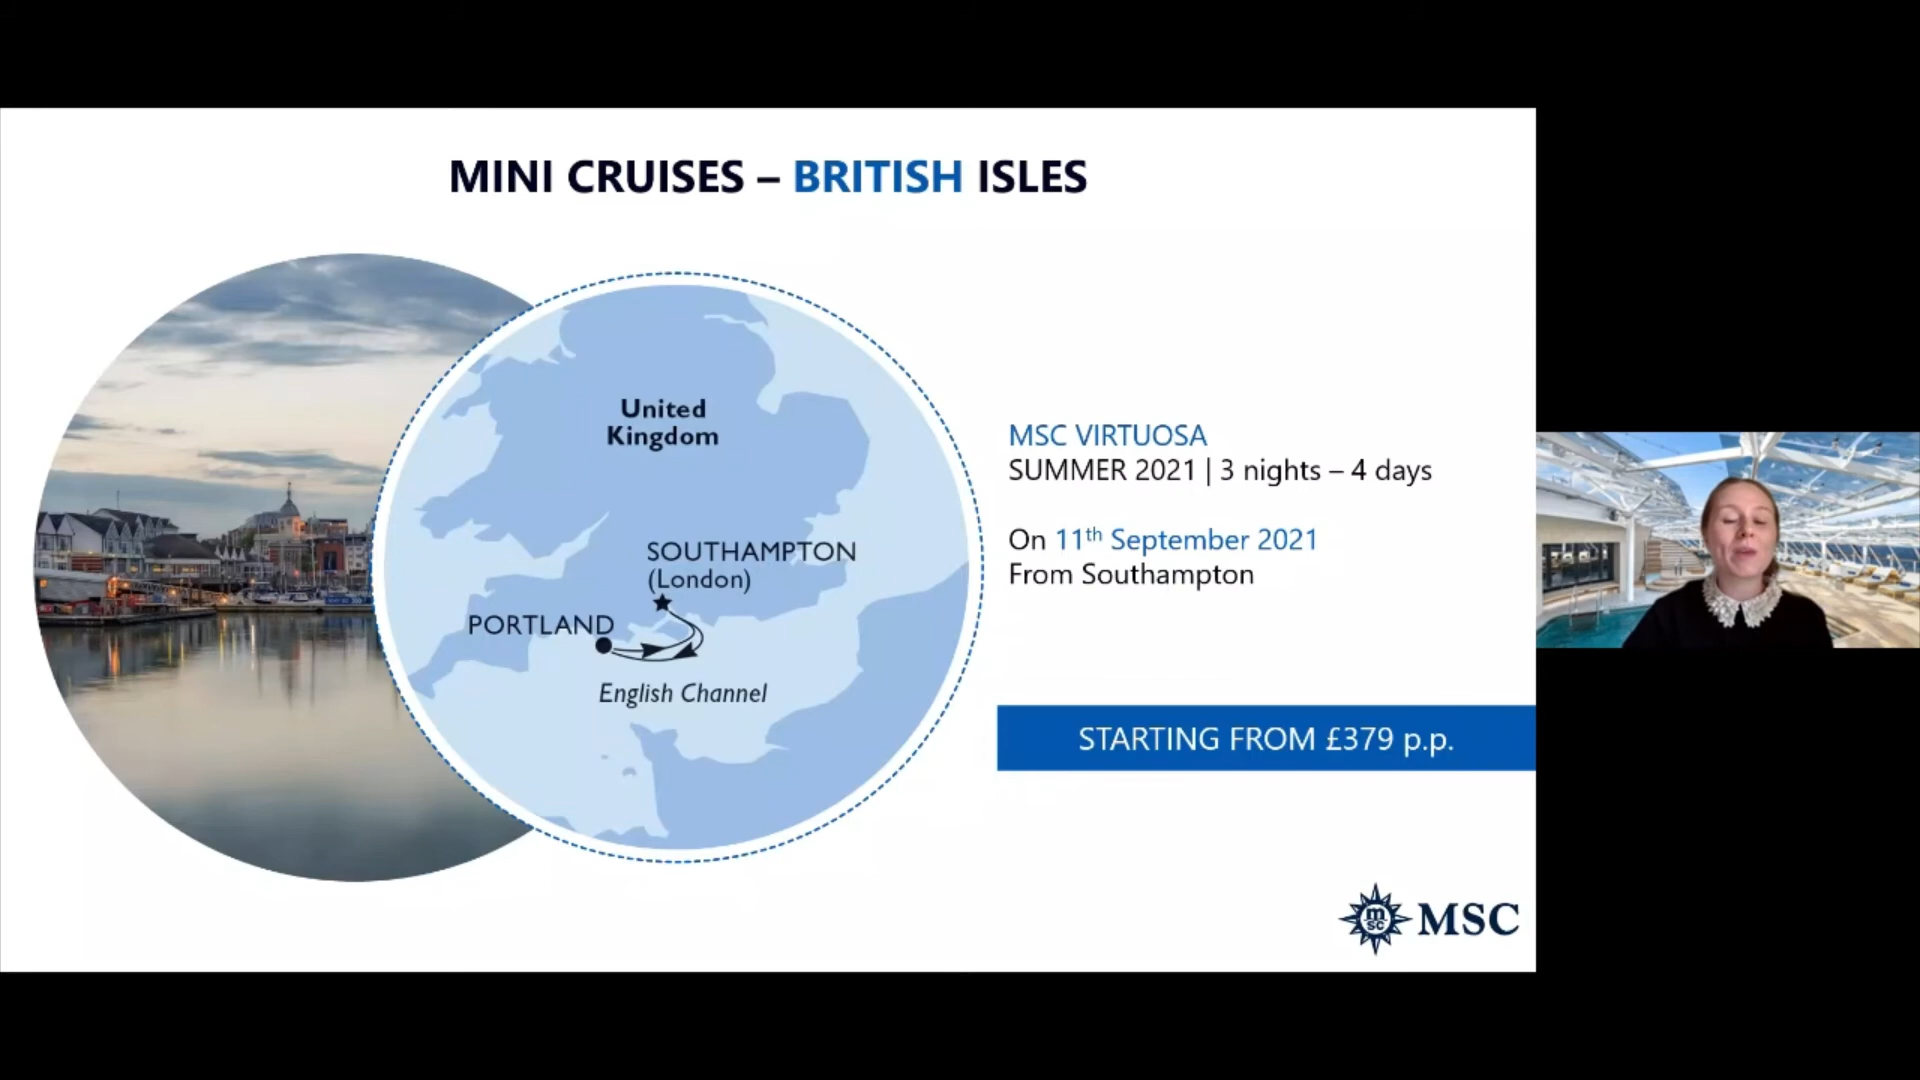 MINI CRUISES – BRITISH ISLES
United
Kingdom
SOUTHAMPTON
(London)
PORTLAND
English Channel
MSC VIRTUOSA
SUMMER 2021 | 3 nights – 4 days
On 11th September 2021
From Southampton
STARTING FROM £379 p.p.
m
sc
MSC